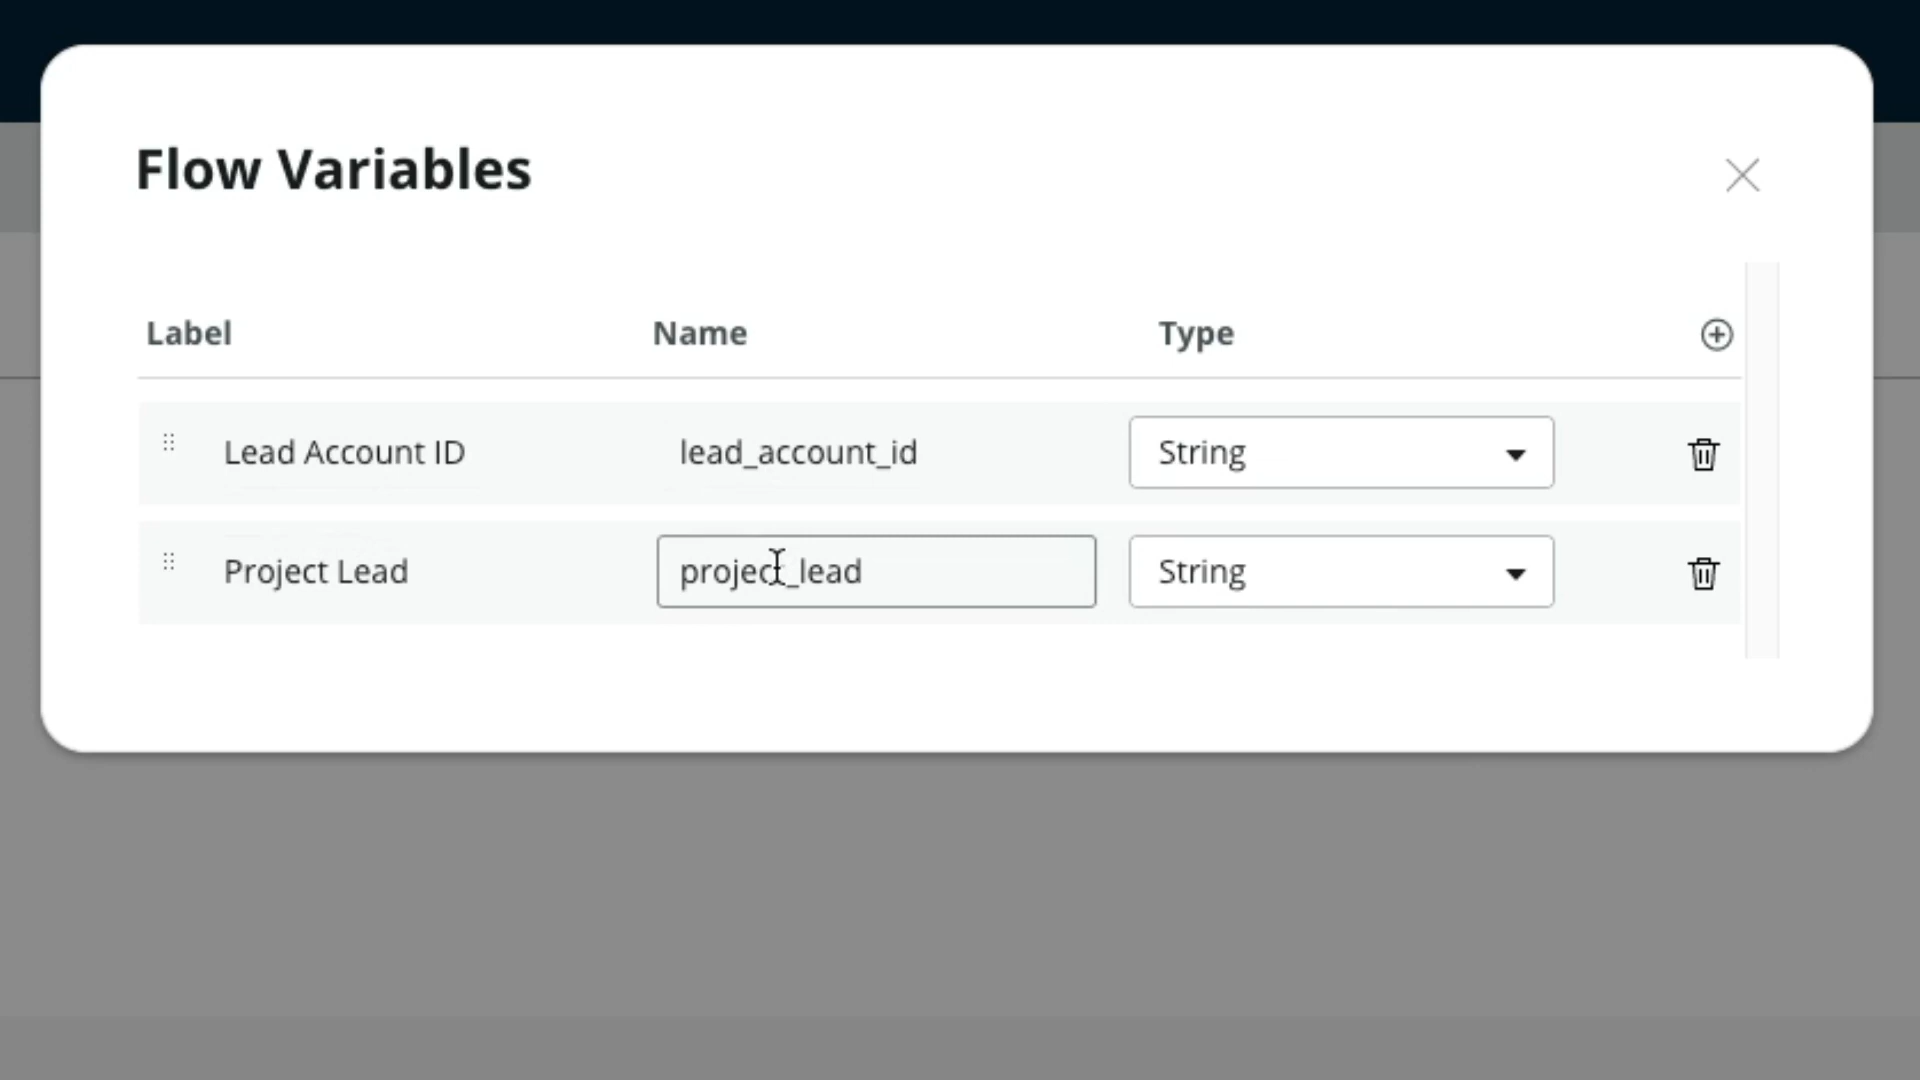 Flow Variables
Label Name Type
Lead Account ID lead_account_id String
Project Lead project_lead String